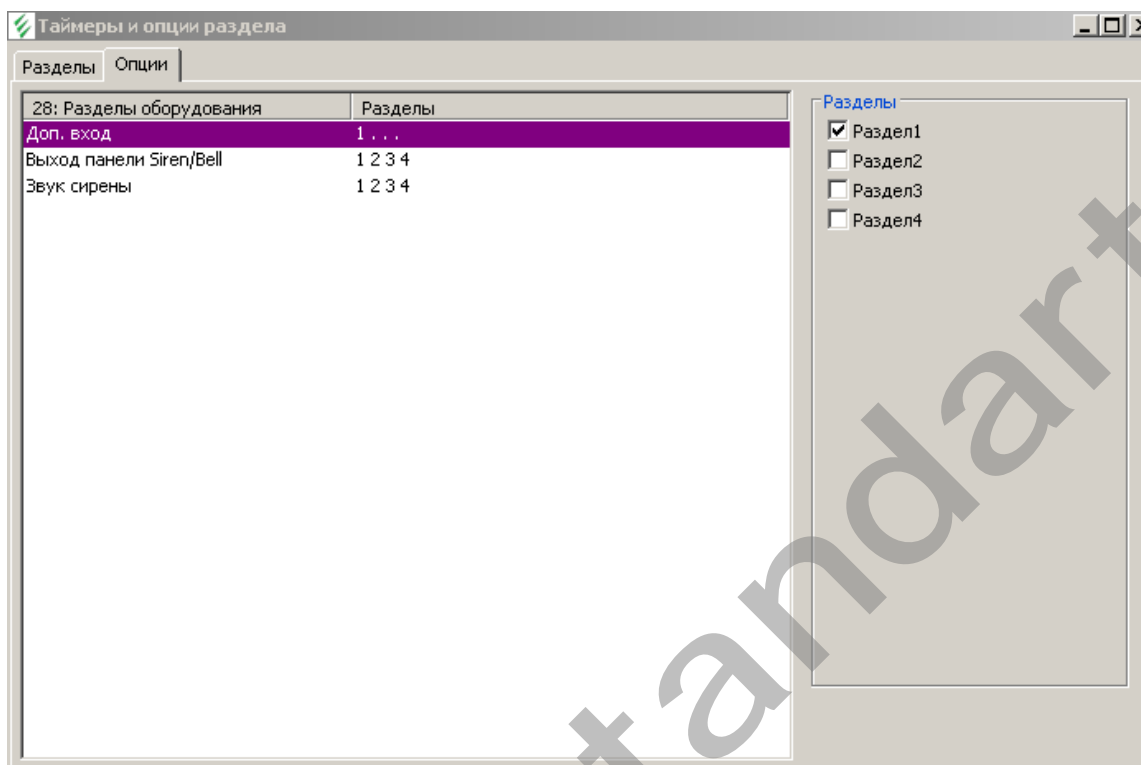 Таймеры и опции раздела
Разделы Опции
28: Разделы оборудования Разделы
Доп. вход 1 . . .
Выход панели Siren/Bell 1 2 3 4
Звук сирены 1 2 3 4
Разделы
Раздел1
Раздел2
Раздел3
Раздел4
tandart